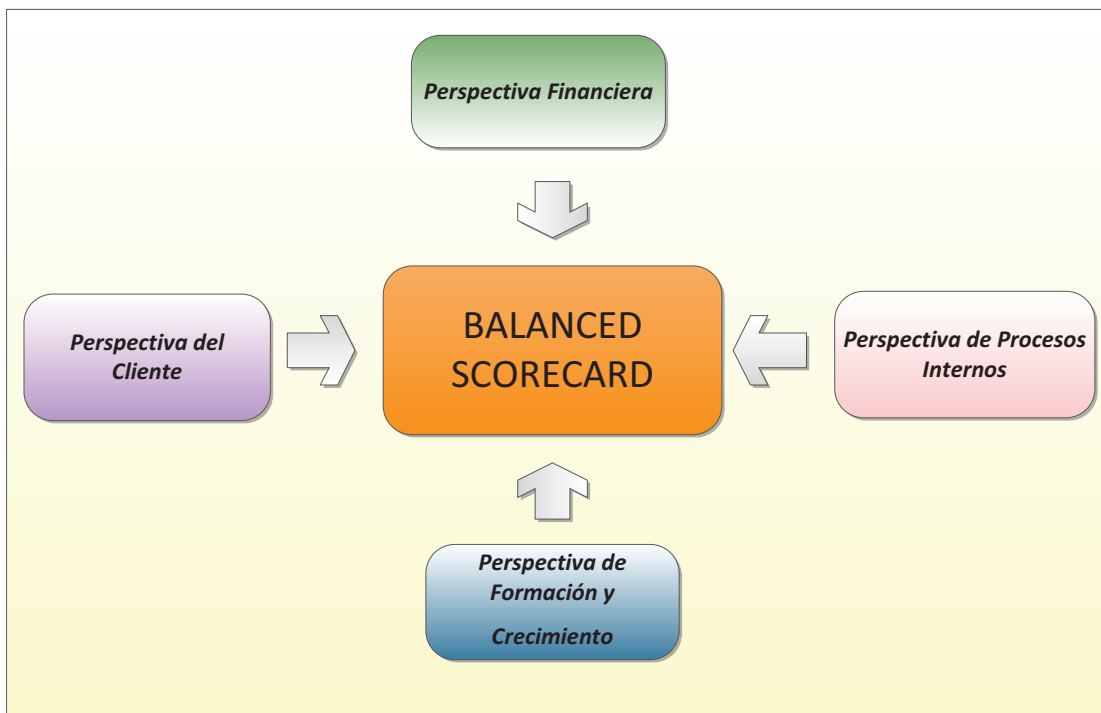 Perspectiva Financiera
Perspectiva del
Cliente
BALANCED
SCORECARD
Perspectiva de Procesos
Internos
Perspectiva de
Formación y
Crecimiento